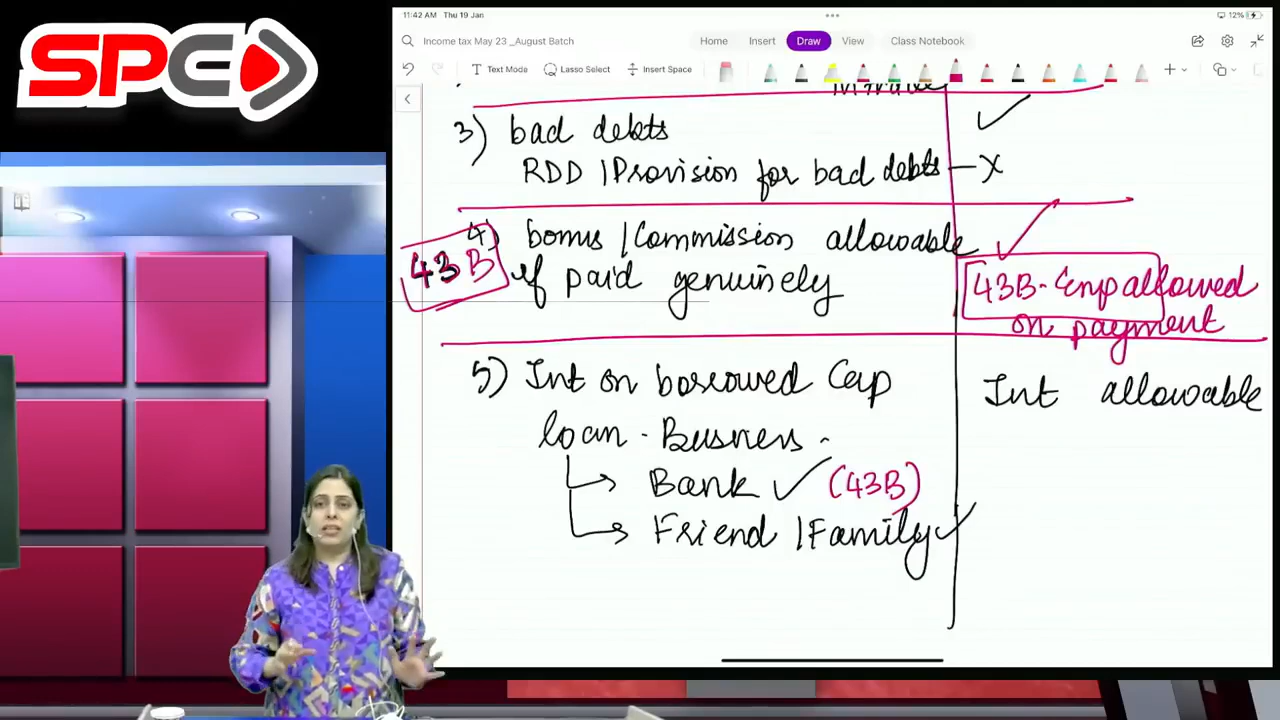 SPC
11:42 AM Thu 19 Jan
12%
Income tax May 23 _August Batch
Home Insert Draw View Class Notebook
Text Mode Lasso Select Insert Space
3) bad debts
RDD | Provision for bad debts — X
4) bonus | Commission allowable
if paid genuinely
43B
43B - Emp allowed
on payment
5) Int on borrowed Cap
Int allowable
loan - Business -
Bank ✓ (43B)
Friend | Family ✓